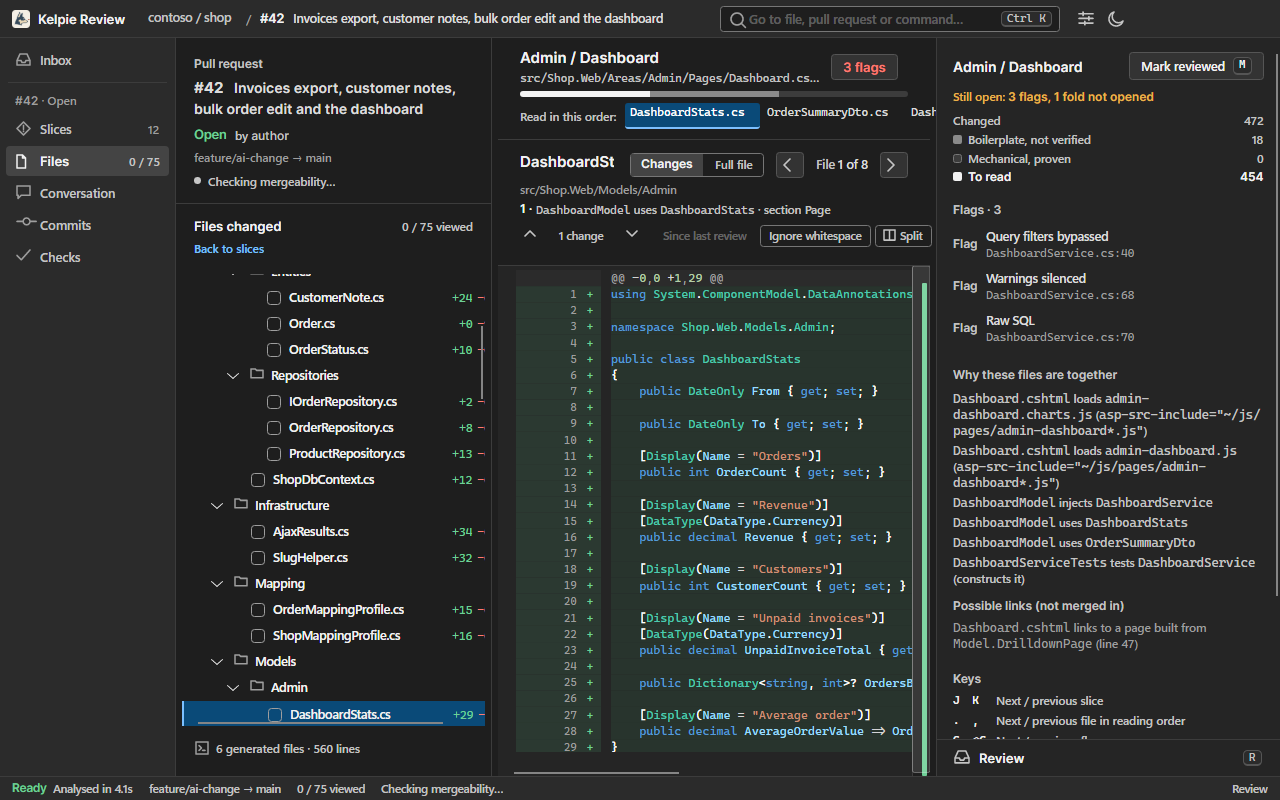 Kelpie Review
contoso / shop / #42 Invoices export, customer notes, bulk order edit and the dashboard
Go to file, pull request or command... Ctrl K
Inbox
#42 · Open
Slices 12
Files 0 / 75
Conversation
Commits
Checks
Pull request
#42 Invoices export, customer notes,
bulk order edit and the dashboard
Open by author
feature/ai-change → main
Checking mergeability...
Files changed 0 / 75 viewed
Back to slices
Entities
CustomerNote.cs +24
Order.cs +0
OrderStatus.cs +10
Repositories
IOrderRepository.cs +2
OrderRepository.cs +8
ProductRepository.cs +13
ShopDbContext.cs +12
Infrastructure
AjaxResults.cs +34
SlugHelper.cs +32
Mapping
OrderMappingProfile.cs +15
ShopMappingProfile.cs +16
Models
Admin
DashboardStats.cs +29
6 generated files · 560 lines
Admin / Dashboard
src/Shop.Web/Areas/Admin/Pages/Dashboard.cs...
3 flags
Read in this order: DashboardStats.cs OrderSummaryDto.cs Dash
DashboardSt Changes Full file File 1 of 8
src/Shop.Web/Models/Admin
1 · DashboardModel uses DashboardStats · section Page
1 change Since last review Ignore whitespace Split
@@ -0,0 +1,29 @@
1 + using System.ComponentModel.DataAnnotations
2 +
3 + namespace Shop.Web.Models.Admin;
4 +
5 + public class DashboardStats
6 + {
7 + public DateOnly From { get; set; }
8 +
9 + public DateOnly To { get; set; }
10 +
11 + [Display(Name = "Orders")]
12 + public int OrderCount { get; set; }
13 +
14 + [Display(Name = "Revenue")]
15 + [DataType(DataType.Currency)]
16 + public decimal Revenue { get; set; }
17 +
18 + [Display(Name = "Customers")]
19 + public int CustomerCount { get; set; }
20 +
21 + [Display(Name = "Unpaid invoices")]
22 + [DataType(DataType.Currency)]
23 + public decimal UnpaidInvoiceTotal { get
24 +
25 + public Dictionary<string, int>? OrdersB
26 +
27 + [Display(Name = "Average order")]
28 + public decimal AverageOrderValue => Ord
29 + }
Admin / Dashboard
Mark reviewed M
Still open: 3 flags, 1 fold not opened
Changed 472
Boilerplate, not verified 18
Mechanical, proven 0
To read 454
Flags · 3
Flag Query filters bypassed
DashboardService.cs:40
Flag Warnings silenced
DashboardService.cs:68
Flag Raw SQL
DashboardService.cs:70
Why these files are together
Dashboard.cshtml loads admin-
dashboard.charts.js (asp-src-include="~/js/
pages/admin-dashboard*.js")
Dashboard.cshtml loads admin-dashboard.js
(asp-src-include="~/js/pages/admin-
dashboard*.js")
DashboardModel injects DashboardService
DashboardModel uses DashboardStats
DashboardModel uses OrderSummaryDto
DashboardServiceTests tests DashboardService
(constructs it)
Possible links (not merged in)
Dashboard.cshtml links to a page built from
Model.DrilldownPage (line 47)
Keys
J K Next / previous slice
. , Next / previous file in reading order
Review R
Ready Analysed in 4.1s feature/ai-change → main 0 / 75 viewed Checking mergeability... Review